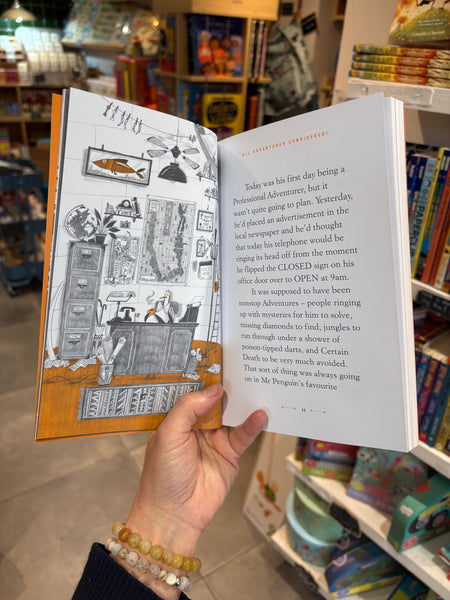 ALL ADVENTURES CONSIDERED!
Today was his first day being a
Professional Adventurer, but it
wasn't quite going to plan. Yesterday,
he'd placed an advertisement in the
local newspaper and he'd thought
that today his telephone would be
ringing its head off from the moment
he flipped the CLOSED sign on his
office door over to OPEN at 9am.
It was supposed to have been
nonstop Adventures – people ringing
up with mysteries for him to solve,
missing diamonds to find, jungles to
run through under a shower of
poison-tipped darts, and Certain
Death to be very much avoided.
That sort of thing was always going
on in Mr Penguin's favourite